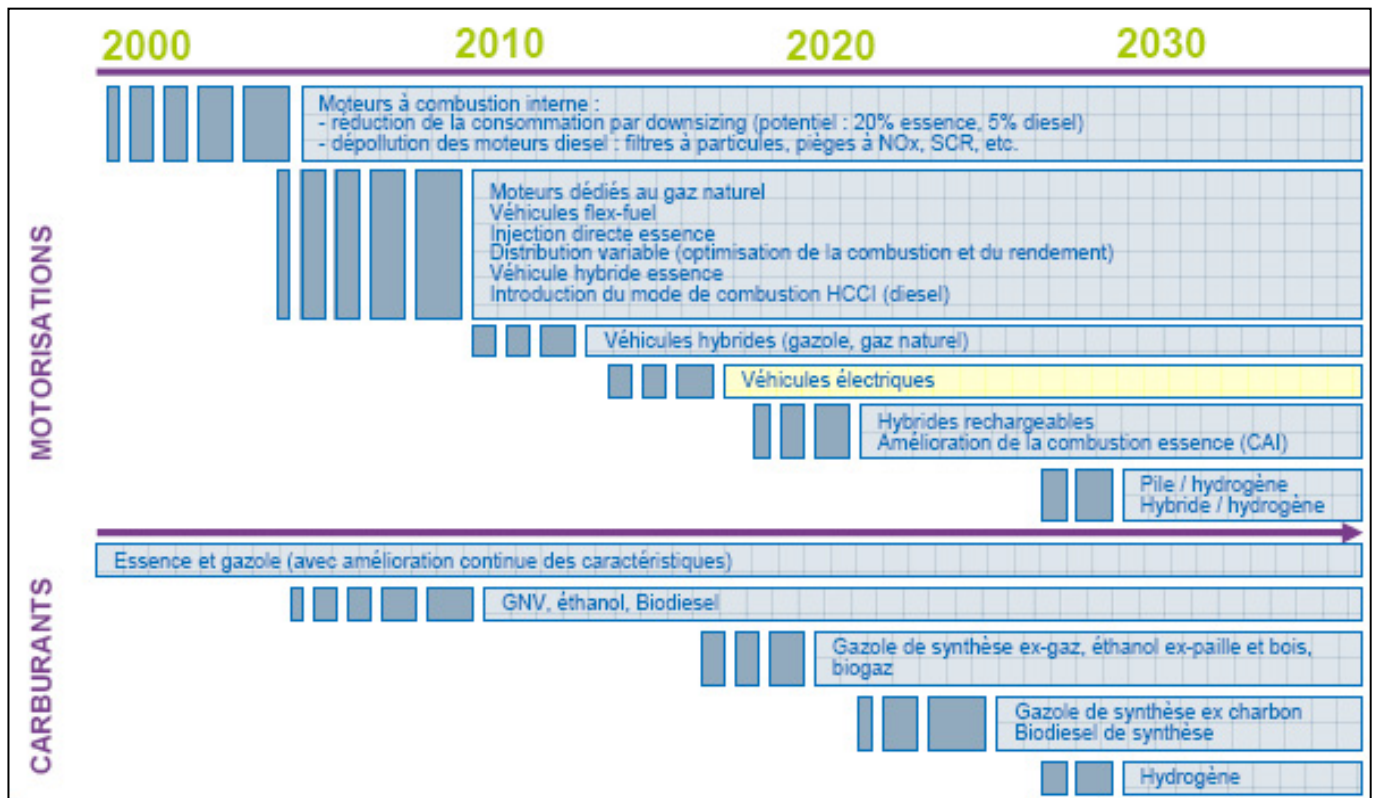 2000 2010 2020 2030
MOTORISATIONS
Moteurs à combustion interne :
- réduction de la consommation par downsizing (potentiel : 20% essence, 5% diesel)
- dépollution des moteurs diesel : filtres à particules, pièges à NOx, SCR, etc.
Moteurs dédiés au gaz naturel
Véhicules flex-fuel
Injection directe essence
Distribution variable (optimisation de la combustion et du rendement)
Véhicule hybride essence
Introduction du mode de combustion HCCI (diesel)
Véhicules hybrides (gazole, gaz naturel)
Véhicules électriques
Hybrides rechargeables
Amélioration de la combustion essence (CAI)
Pile / hydrogène
Hybride / hydrogène
CARBURANTS
Essence et gazole (avec amélioration continue des caractéristiques)
GNV, éthanol, Biodiesel
Gazole de synthèse ex-gaz, éthanol ex-paille et bois,
biogaz
Gazole de synthèse ex charbon
Biodiesel de synthèse
Hydrogène